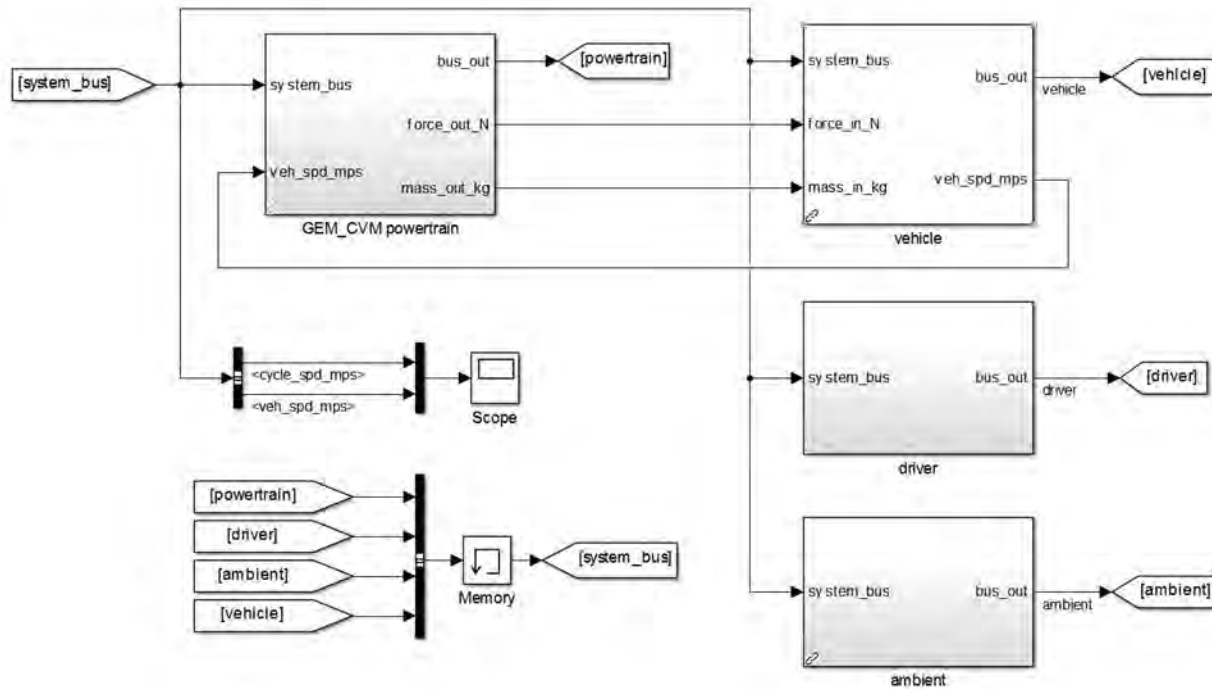 [system_bus]
system_bus
veh_spd_mps
bus_out
force_out_N
mass_out_kg
GEM_CVM powertrain
[powertrain]
system_bus
force_in_N
mass_in_kg
bus_out
veh_spd_mps
vehicle
vehicle
[vehicle]
<cycle_spd_mps>
<veh_spd_mps>
Scope
system_bus
bus_out
driver
driver
[driver]
[powertrain]
[driver]
[ambient]
[vehicle]
Memory
[system_bus]
system_bus
bus_out
ambient
ambient
[ambient]